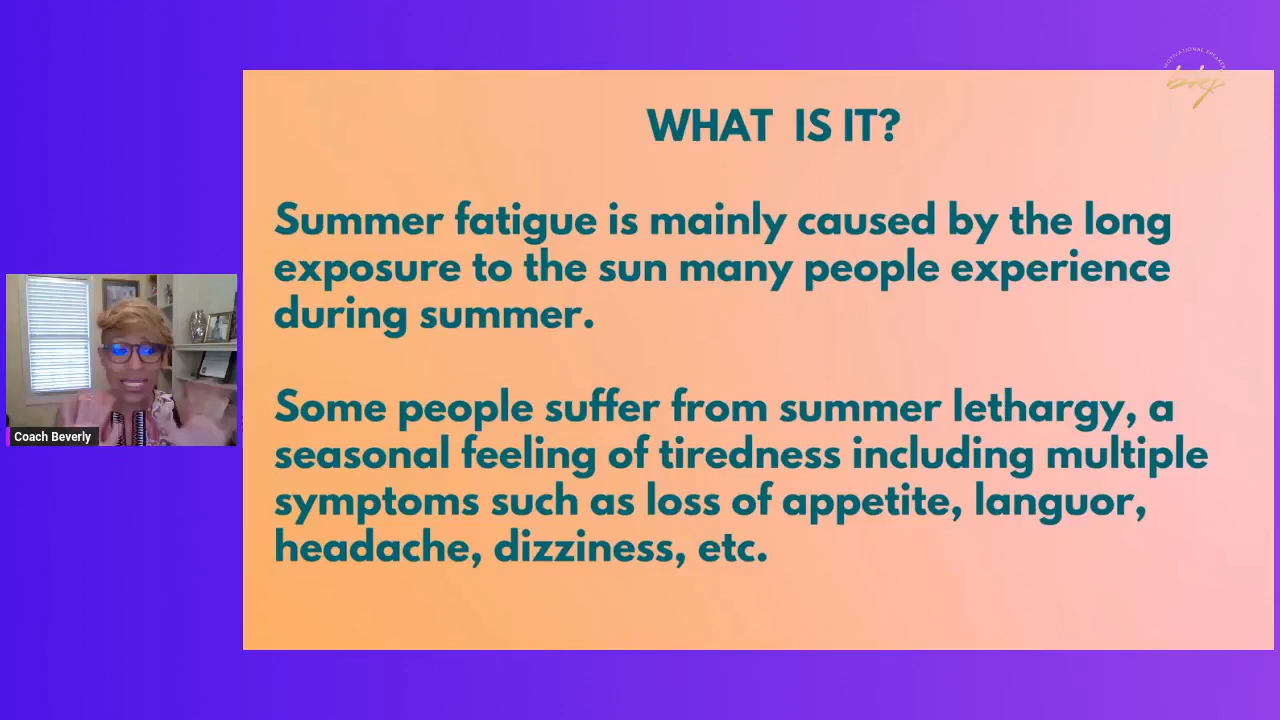 MOTIVATIONAL SPEAKER
WHAT IS IT?
Summer fatigue is mainly caused by the long
exposure to the sun many people experience
during summer.
Some people suffer from summer lethargy, a
seasonal feeling of tiredness including multiple
symptoms such as loss of appetite, languor,
headache, dizziness, etc.
Coach Beverly